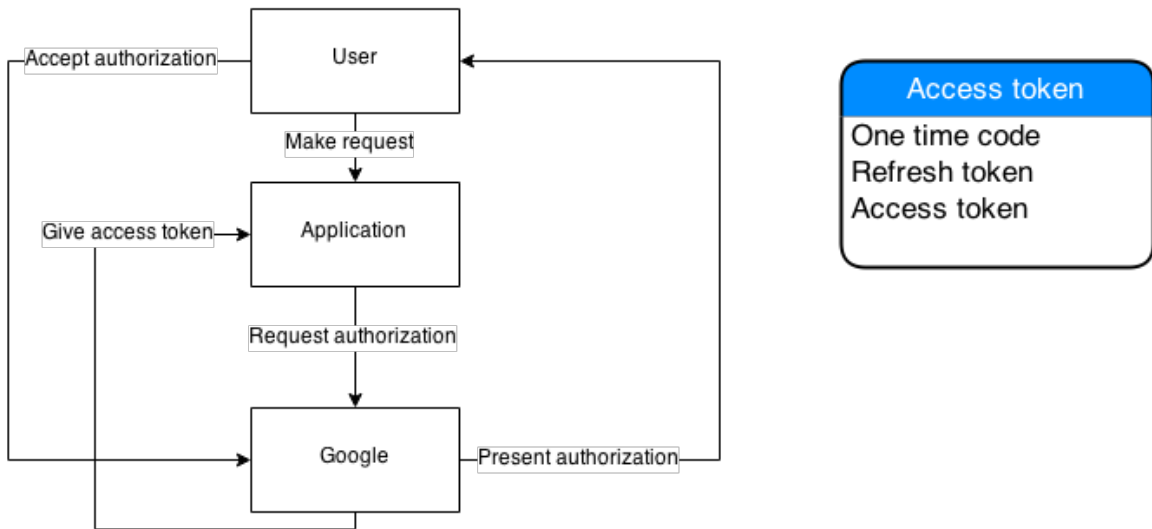 Accept authorization
User
Access token
One time code
Make request
Refresh token
Access token
Give access token
Application
Request authorization
Google
Present authorization